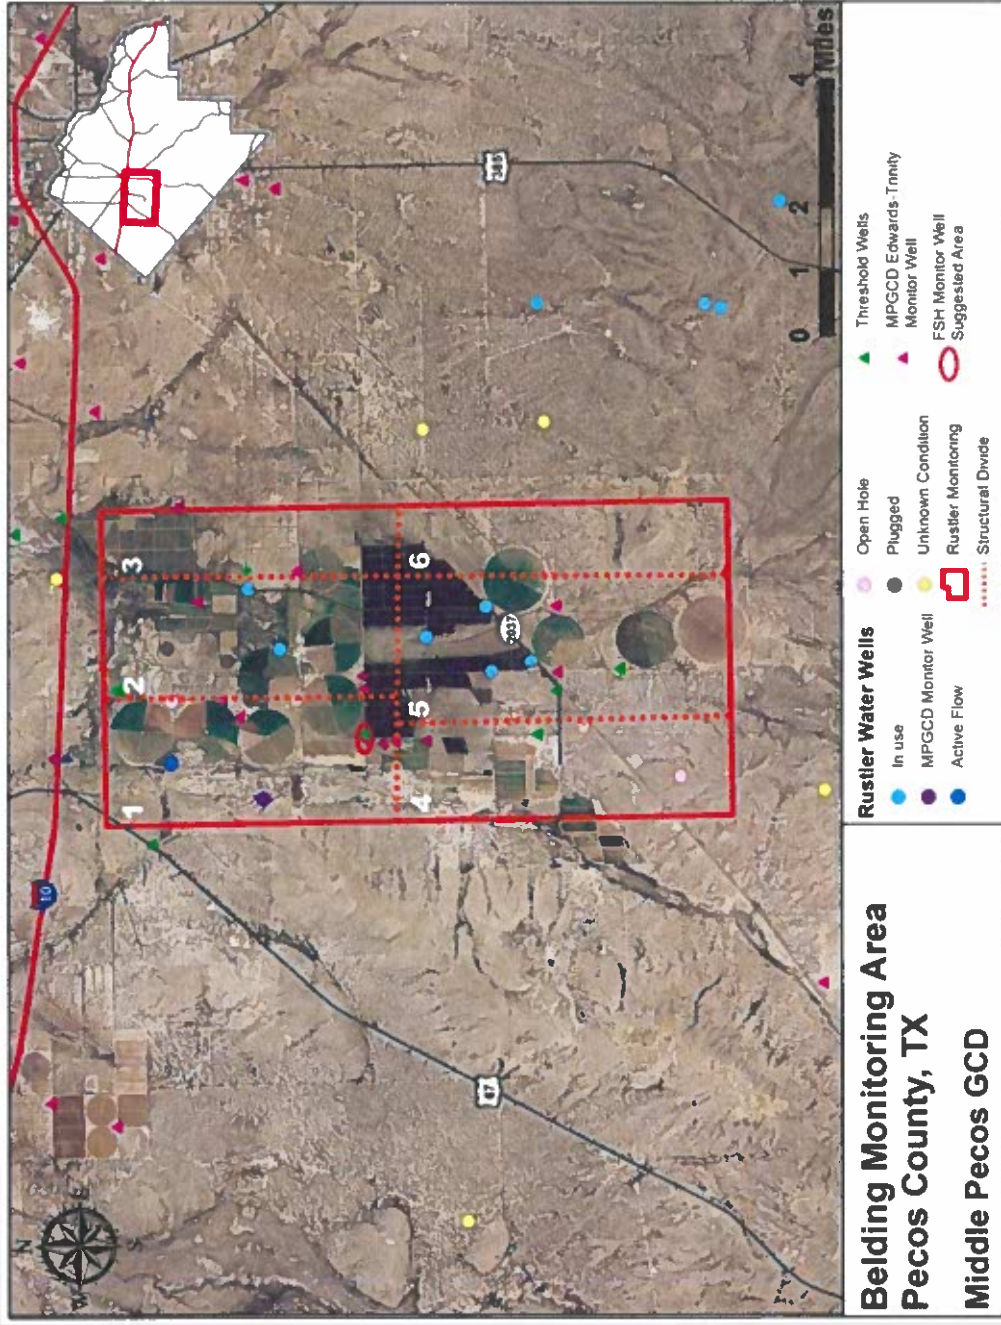 N
W
E
S
10
67
385
2037
1
2
3
4
5
6
0
1
2
4
Miles
Belding Monitoring Area
Pecos County, TX
Middle Pecos GCD
Rustler Water Wells
In use
MPGCD Monitor Well
Active Flow
Open Hole
Plugged
Unknown Condition
Rustler Monitoring
Structural Divide
Threshold Wells
MPGCD Edwards-Trinity
Monitor Well
FSH Monitor Well
Suggested Area